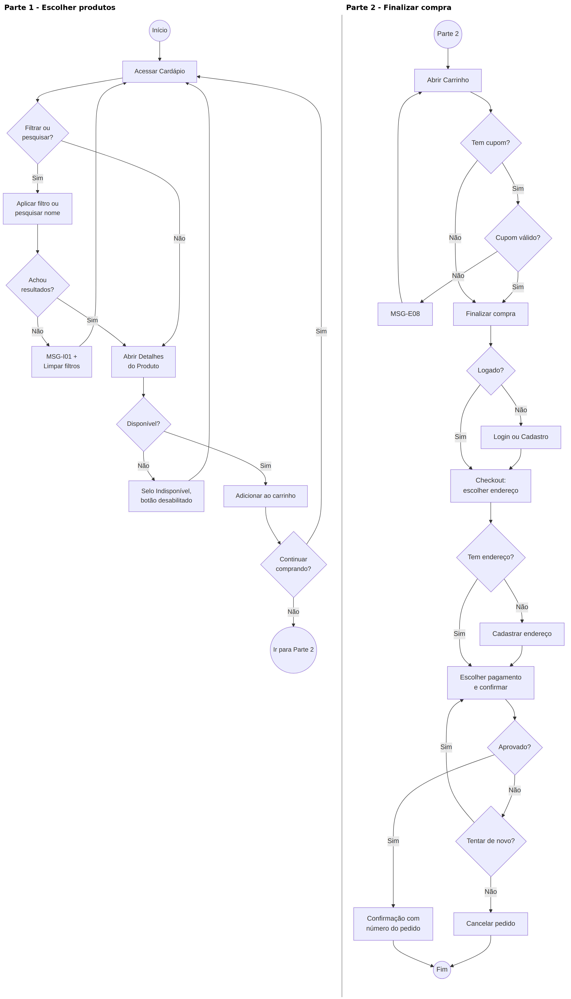 Parte 1 - Escolher produtos
Início
Acessar Cardápio
Filtrar ou
pesquisar?
Sim
Não
Aplicar filtro ou
pesquisar nome
Achou
resultados?
Não
Sim
MSG-I01 +
Limpar filtros
Abrir Detalhes
do Produto
Disponível?
Não
Sim
Selo Indisponível,
botão desabilitado
Adicionar ao carrinho
Continuar
comprando?
Sim
Não
Ir para Parte 2
Parte 2 - Finalizar compra
Parte 2
Abrir Carrinho
Tem cupom?
Sim
Não
Cupom válido?
Não
Sim
MSG-E08
Finalizar compra
Logado?
Não
Sim
Login ou Cadastro
Checkout:
escolher endereço
Tem endereço?
Não
Sim
Cadastrar endereço
Escolher pagamento
e confirmar
Aprovado?
Sim
Não
Tentar de novo?
Sim
Não
Confirmação com
número do pedido
Cancelar pedido
Fim